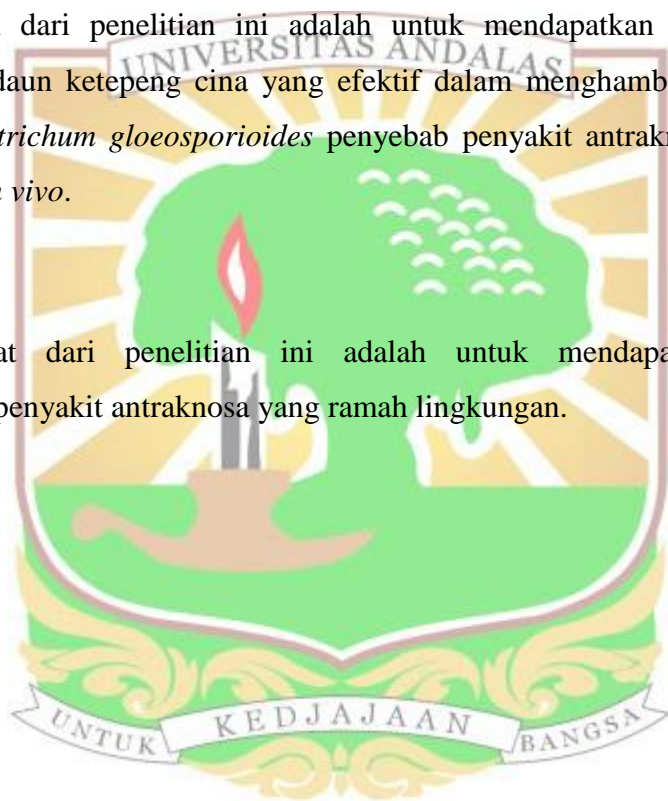 dari penelitian ini adalah untuk mendapatkan
UNIVERSITAS ANDALAS
daun ketepeng cina yang efektif dalam menghamb
trichum gloeosporioides penyebab penyakit antrakn
vivo.
at dari penelitian ini adalah untuk mendapa
penyakit antraknosa yang ramah lingkungan.
UNTUK KEDJAJAAN BANGSA